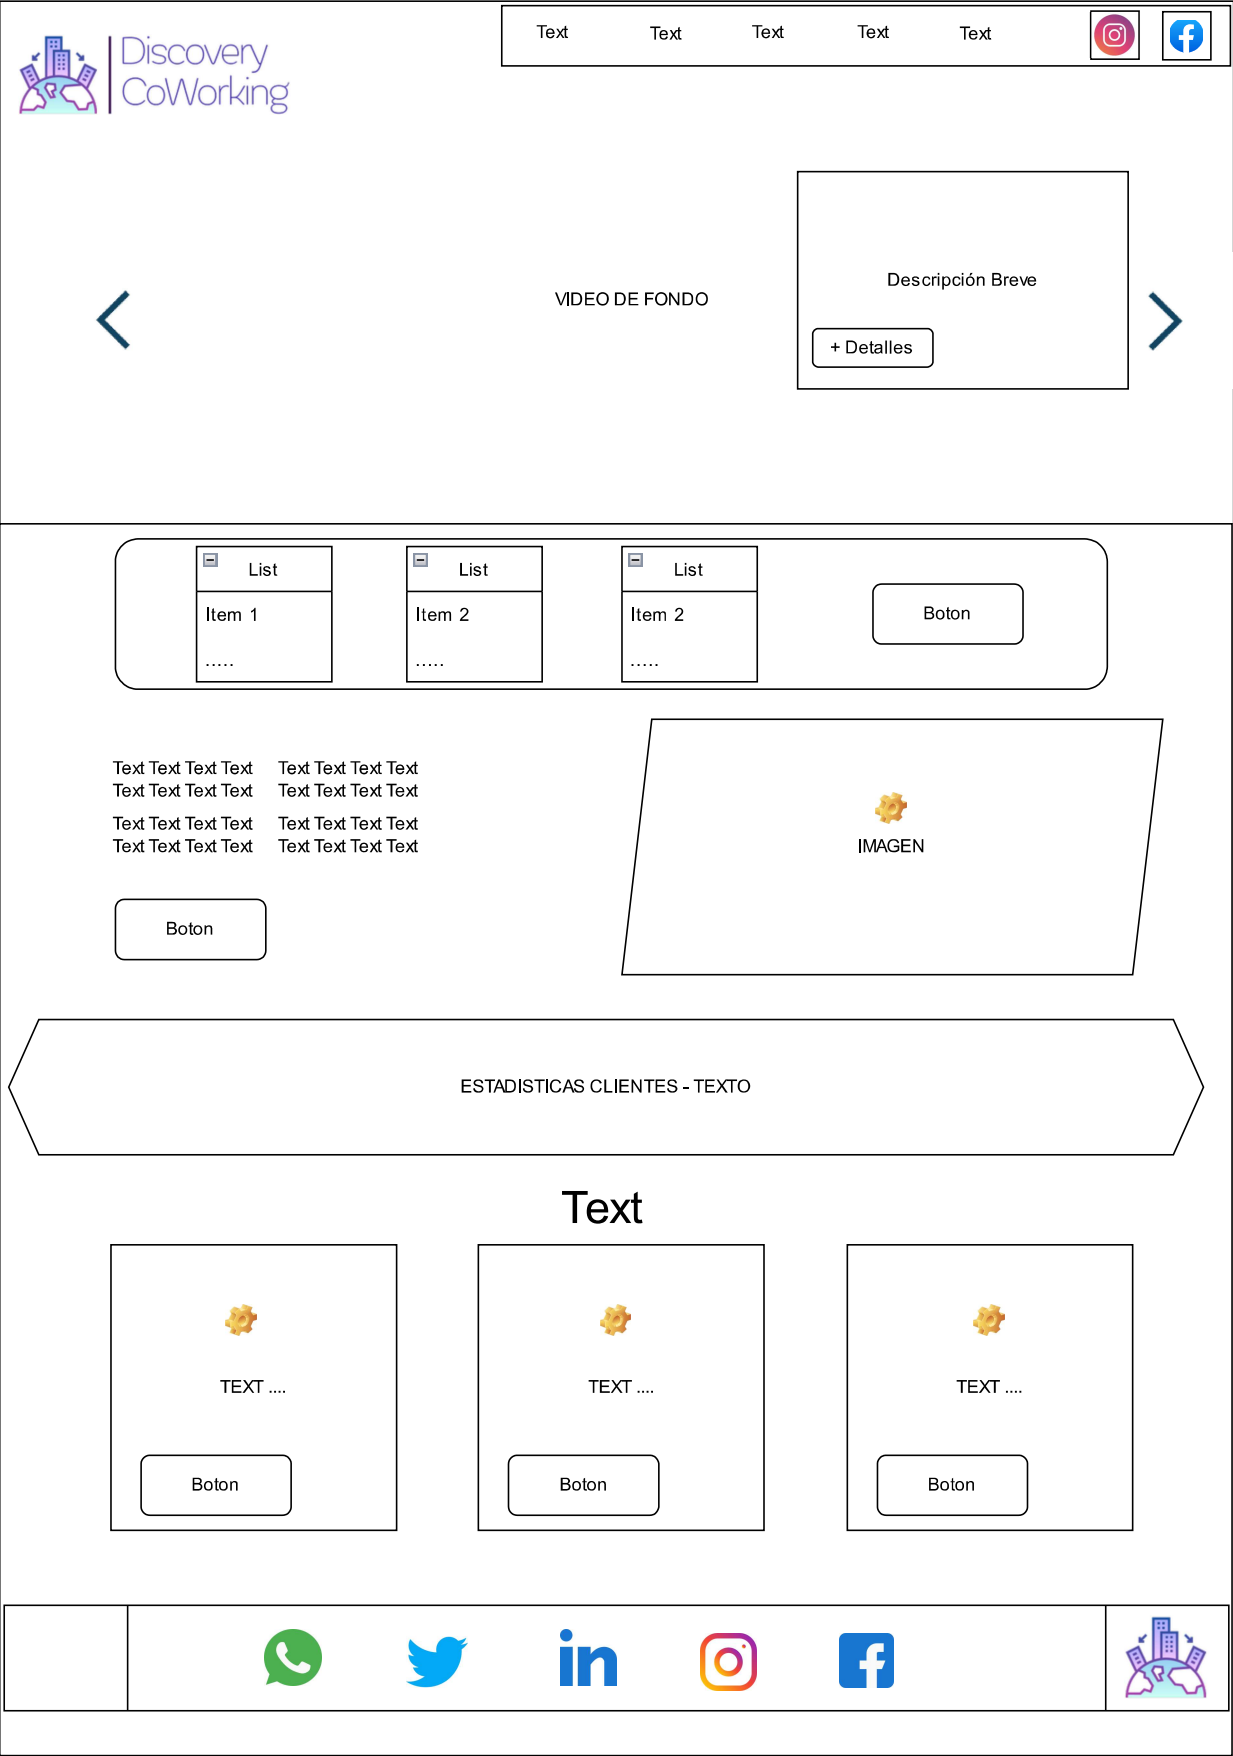 Discovery
CoWorking
Text Text Text Text Text
VIDEO DE FONDO
Descripción Breve
+ Detalles
List
Item 1
.....
List
Item 2
.....
List
Item 2
.....
Boton
Text Text Text Text Text Text Text Text
Text Text Text Text Text Text Text Text
Text Text Text Text Text Text Text Text
Text Text Text Text Text Text Text Text
Boton
IMAGEN
ESTADISTICAS CLIENTES - TEXTO
Text
TEXT ....
Boton
TEXT ....
Boton
TEXT ....
Boton
in